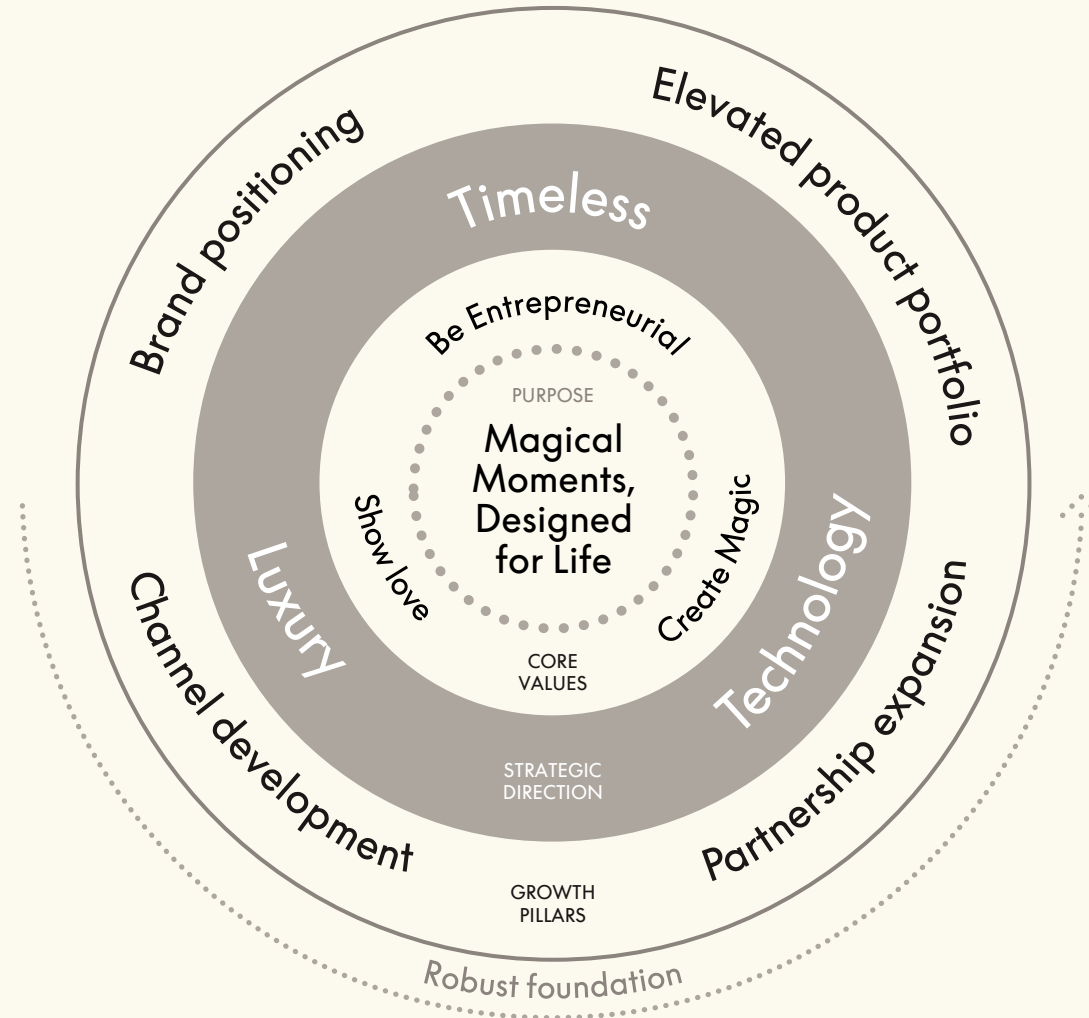 Brand positioning
Elevated product portfolio
Timeless
Be Entrepreneurial
PURPOSE
Magical
Moments,
Designed
for Life
Show love
Create Magic
CORE
VALUES
Luxury
Technology
STRATEGIC
DIRECTION
Channel development
Partnership expansion
GROWTH
PILLARS
Robust foundation